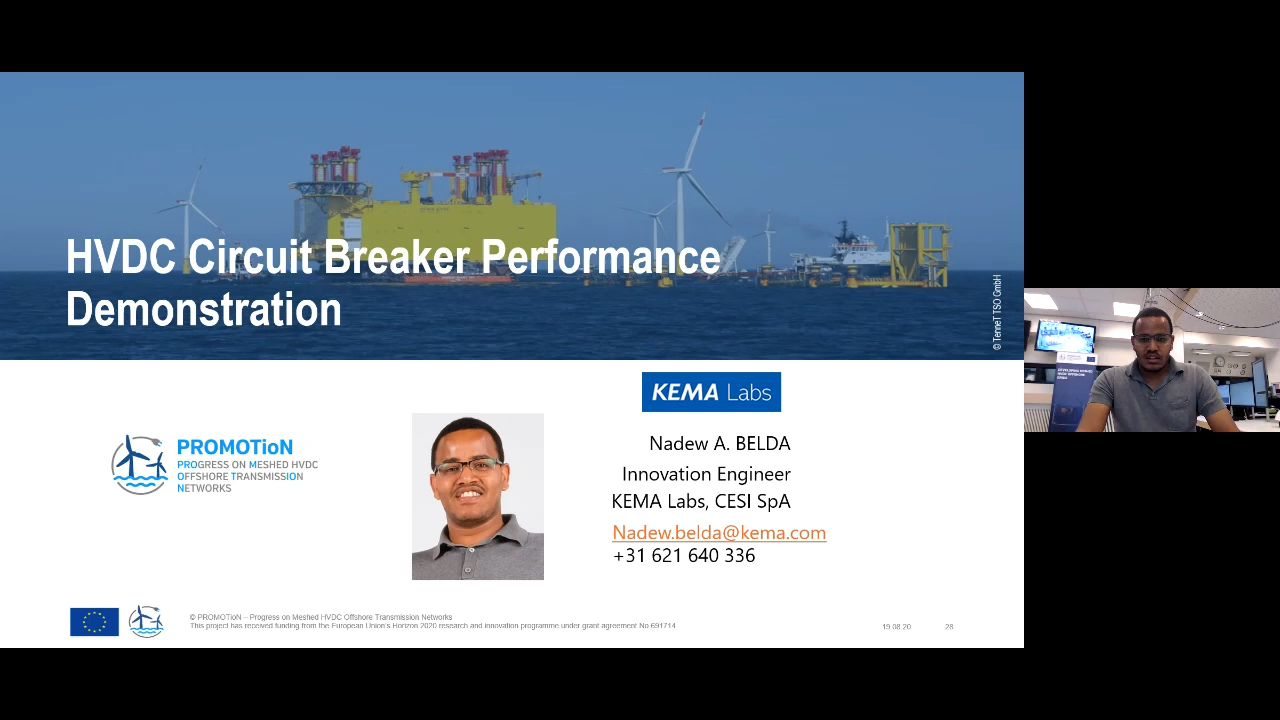 HVDC Circuit Breaker Performance
Demonstration
© TenneT TSO GmbH
KEMA Labs
PROMOTioN
PROGRESS ON MESHED HVDC
OFFSHORE TRANSMISSION
NETWORKS
Nadew A. BELDA
Innovation Engineer
KEMA Labs, CESI SpA
Nadew.belda@kema.com
+31 621 640 336
© PROMOTioN – Progress on Meshed HVDC Offshore Transmission Networks
This project has received funding from the European Union's Horizon 2020 research and innovation programme under grant agreement No 691714
19.08.20
28